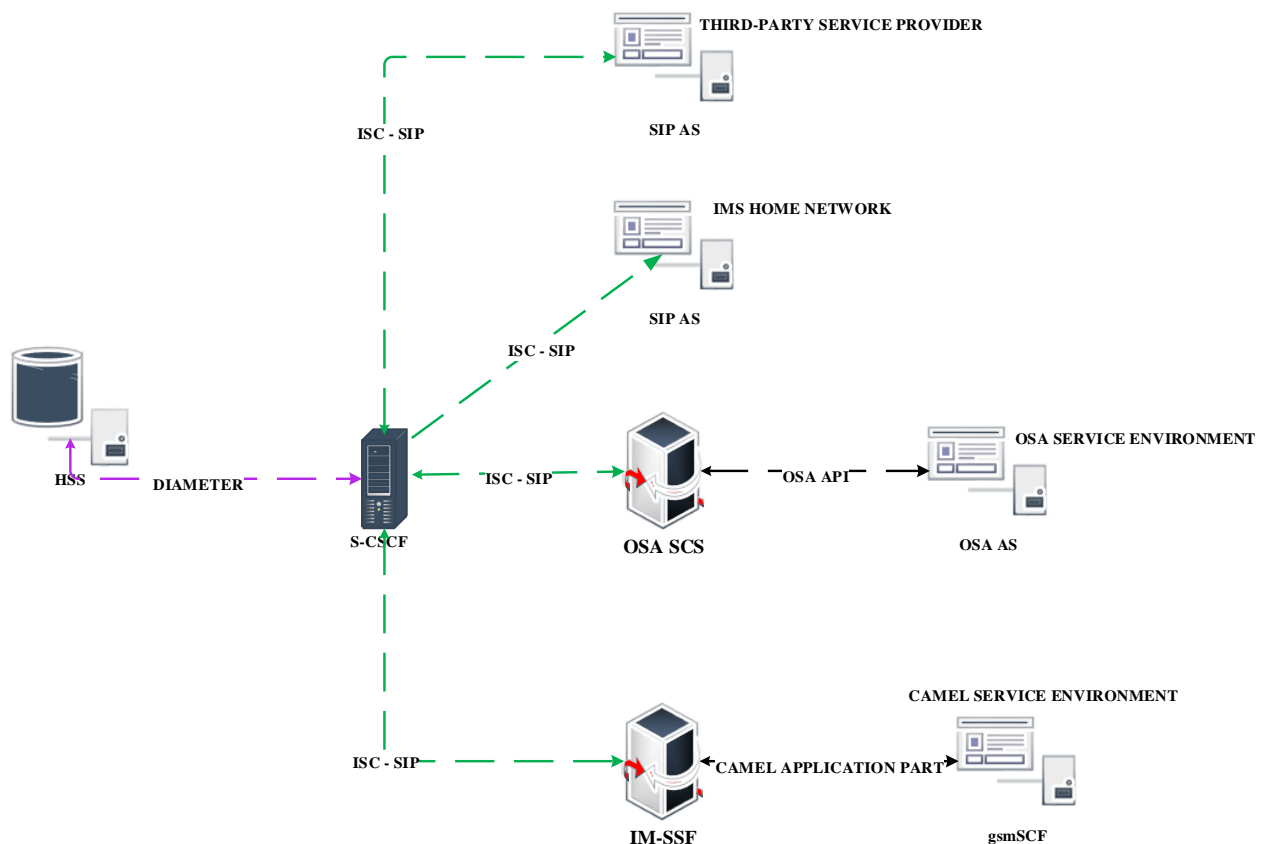 THIRD-PARTY SERVICE PROVIDER
ISC - SIP
SIP AS
IMS HOME NETWORK
SIP AS
ISC - SIP
HSS
DIAMETER
S-CSCF
ISC - SIP
OSA SCS
OSA API
OSA SERVICE ENVIRONMENT
OSA AS
CAMEL SERVICE ENVIRONMENT
ISC - SIP
CAMEL APPLICATION PART
IM-SSF
gsmSCF